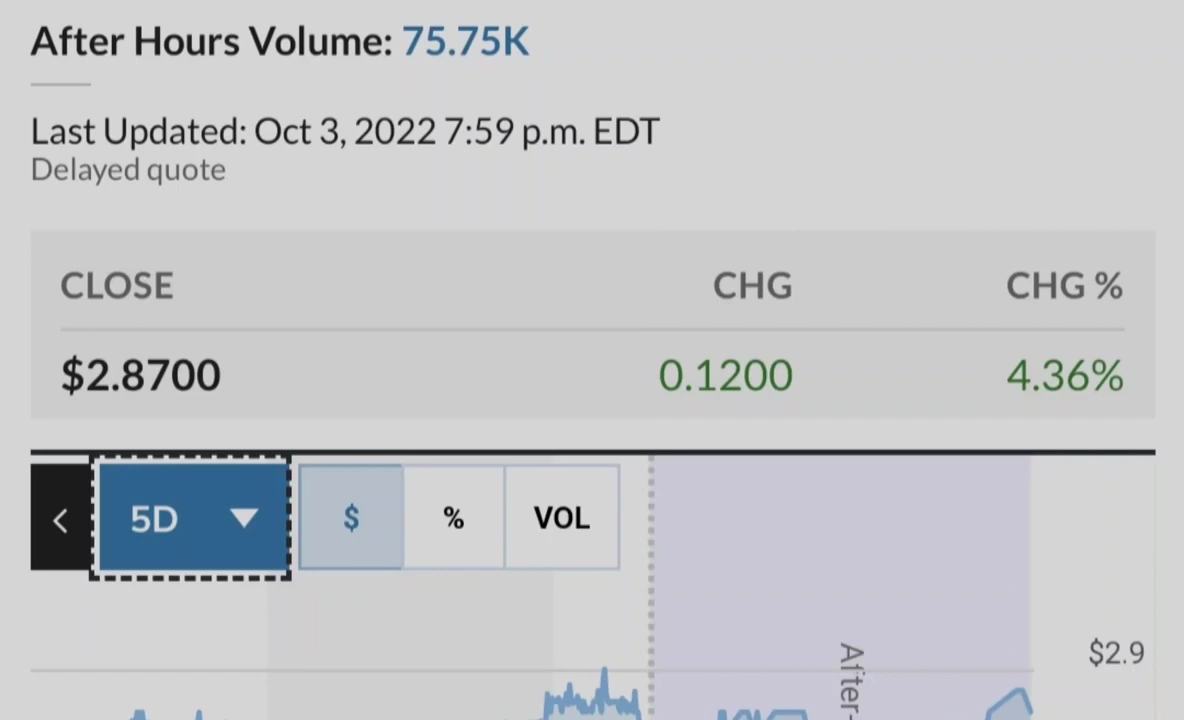 After Hours Volume: 75.75K
Last Updated: Oct 3, 2022 7:59 p.m. EDT
Delayed quote
CLOSE CHG CHG %
$2.8700 0.1200 4.36%
5D $ % VOL
$2.9
After-